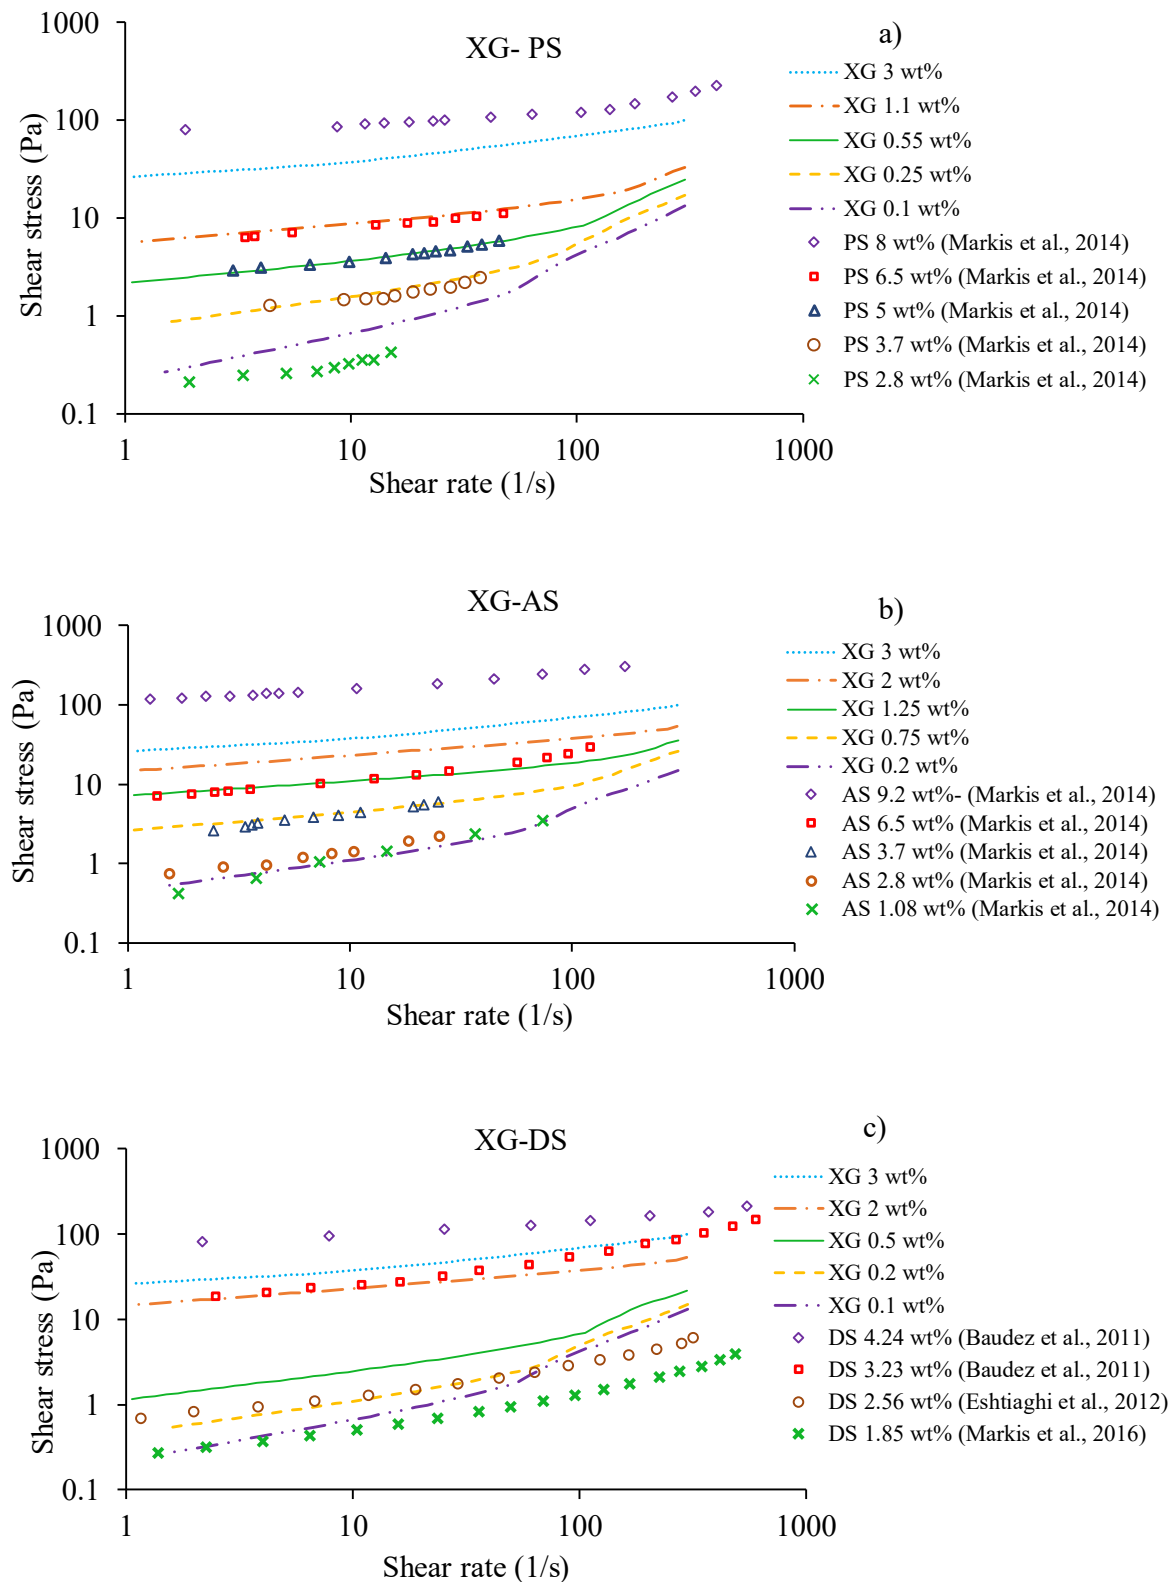 XG- PS
a)
1000
100
10
1
0.1
Shear stress (Pa)
1
10
100
1000
Shear rate (1/s)
XG 3 wt%
XG 1.1 wt%
XG 0.55 wt%
XG 0.25 wt%
XG 0.1 wt%
PS 8 wt% (Markis et al., 2014)
PS 6.5 wt% (Markis et al., 2014)
PS 5 wt% (Markis et al., 2014)
PS 3.7 wt% (Markis et al., 2014)
PS 2.8 wt% (Markis et al., 2014)
XG-AS
b)
1000
100
10
1
0.1
Shear stress (Pa)
1
10
100
1000
Shear rate (1/s)
XG 3 wt%
XG 2 wt%
XG 1.25 wt%
XG 0.75 wt%
XG 0.2 wt%
AS 9.2 wt%- (Markis et al., 2014)
AS 6.5 wt% (Markis et al., 2014)
AS 3.7 wt% (Markis et al., 2014)
AS 2.8 wt% (Markis et al., 2014)
AS 1.08 wt% (Markis et al., 2014)
XG-DS
c)
1000
100
10
1
0.1
Shear stress (Pa)
1
10
100
1000
Shear rate (1/s)
XG 3 wt%
XG 2 wt%
XG 0.5 wt%
XG 0.2 wt%
XG 0.1 wt%
DS 4.24 wt% (Baudez et al., 2011)
DS 3.23 wt% (Baudez et al., 2011)
DS 2.56 wt% (Eshtiaghi et al., 2012)
DS 1.85 wt% (Markis et al., 2016)